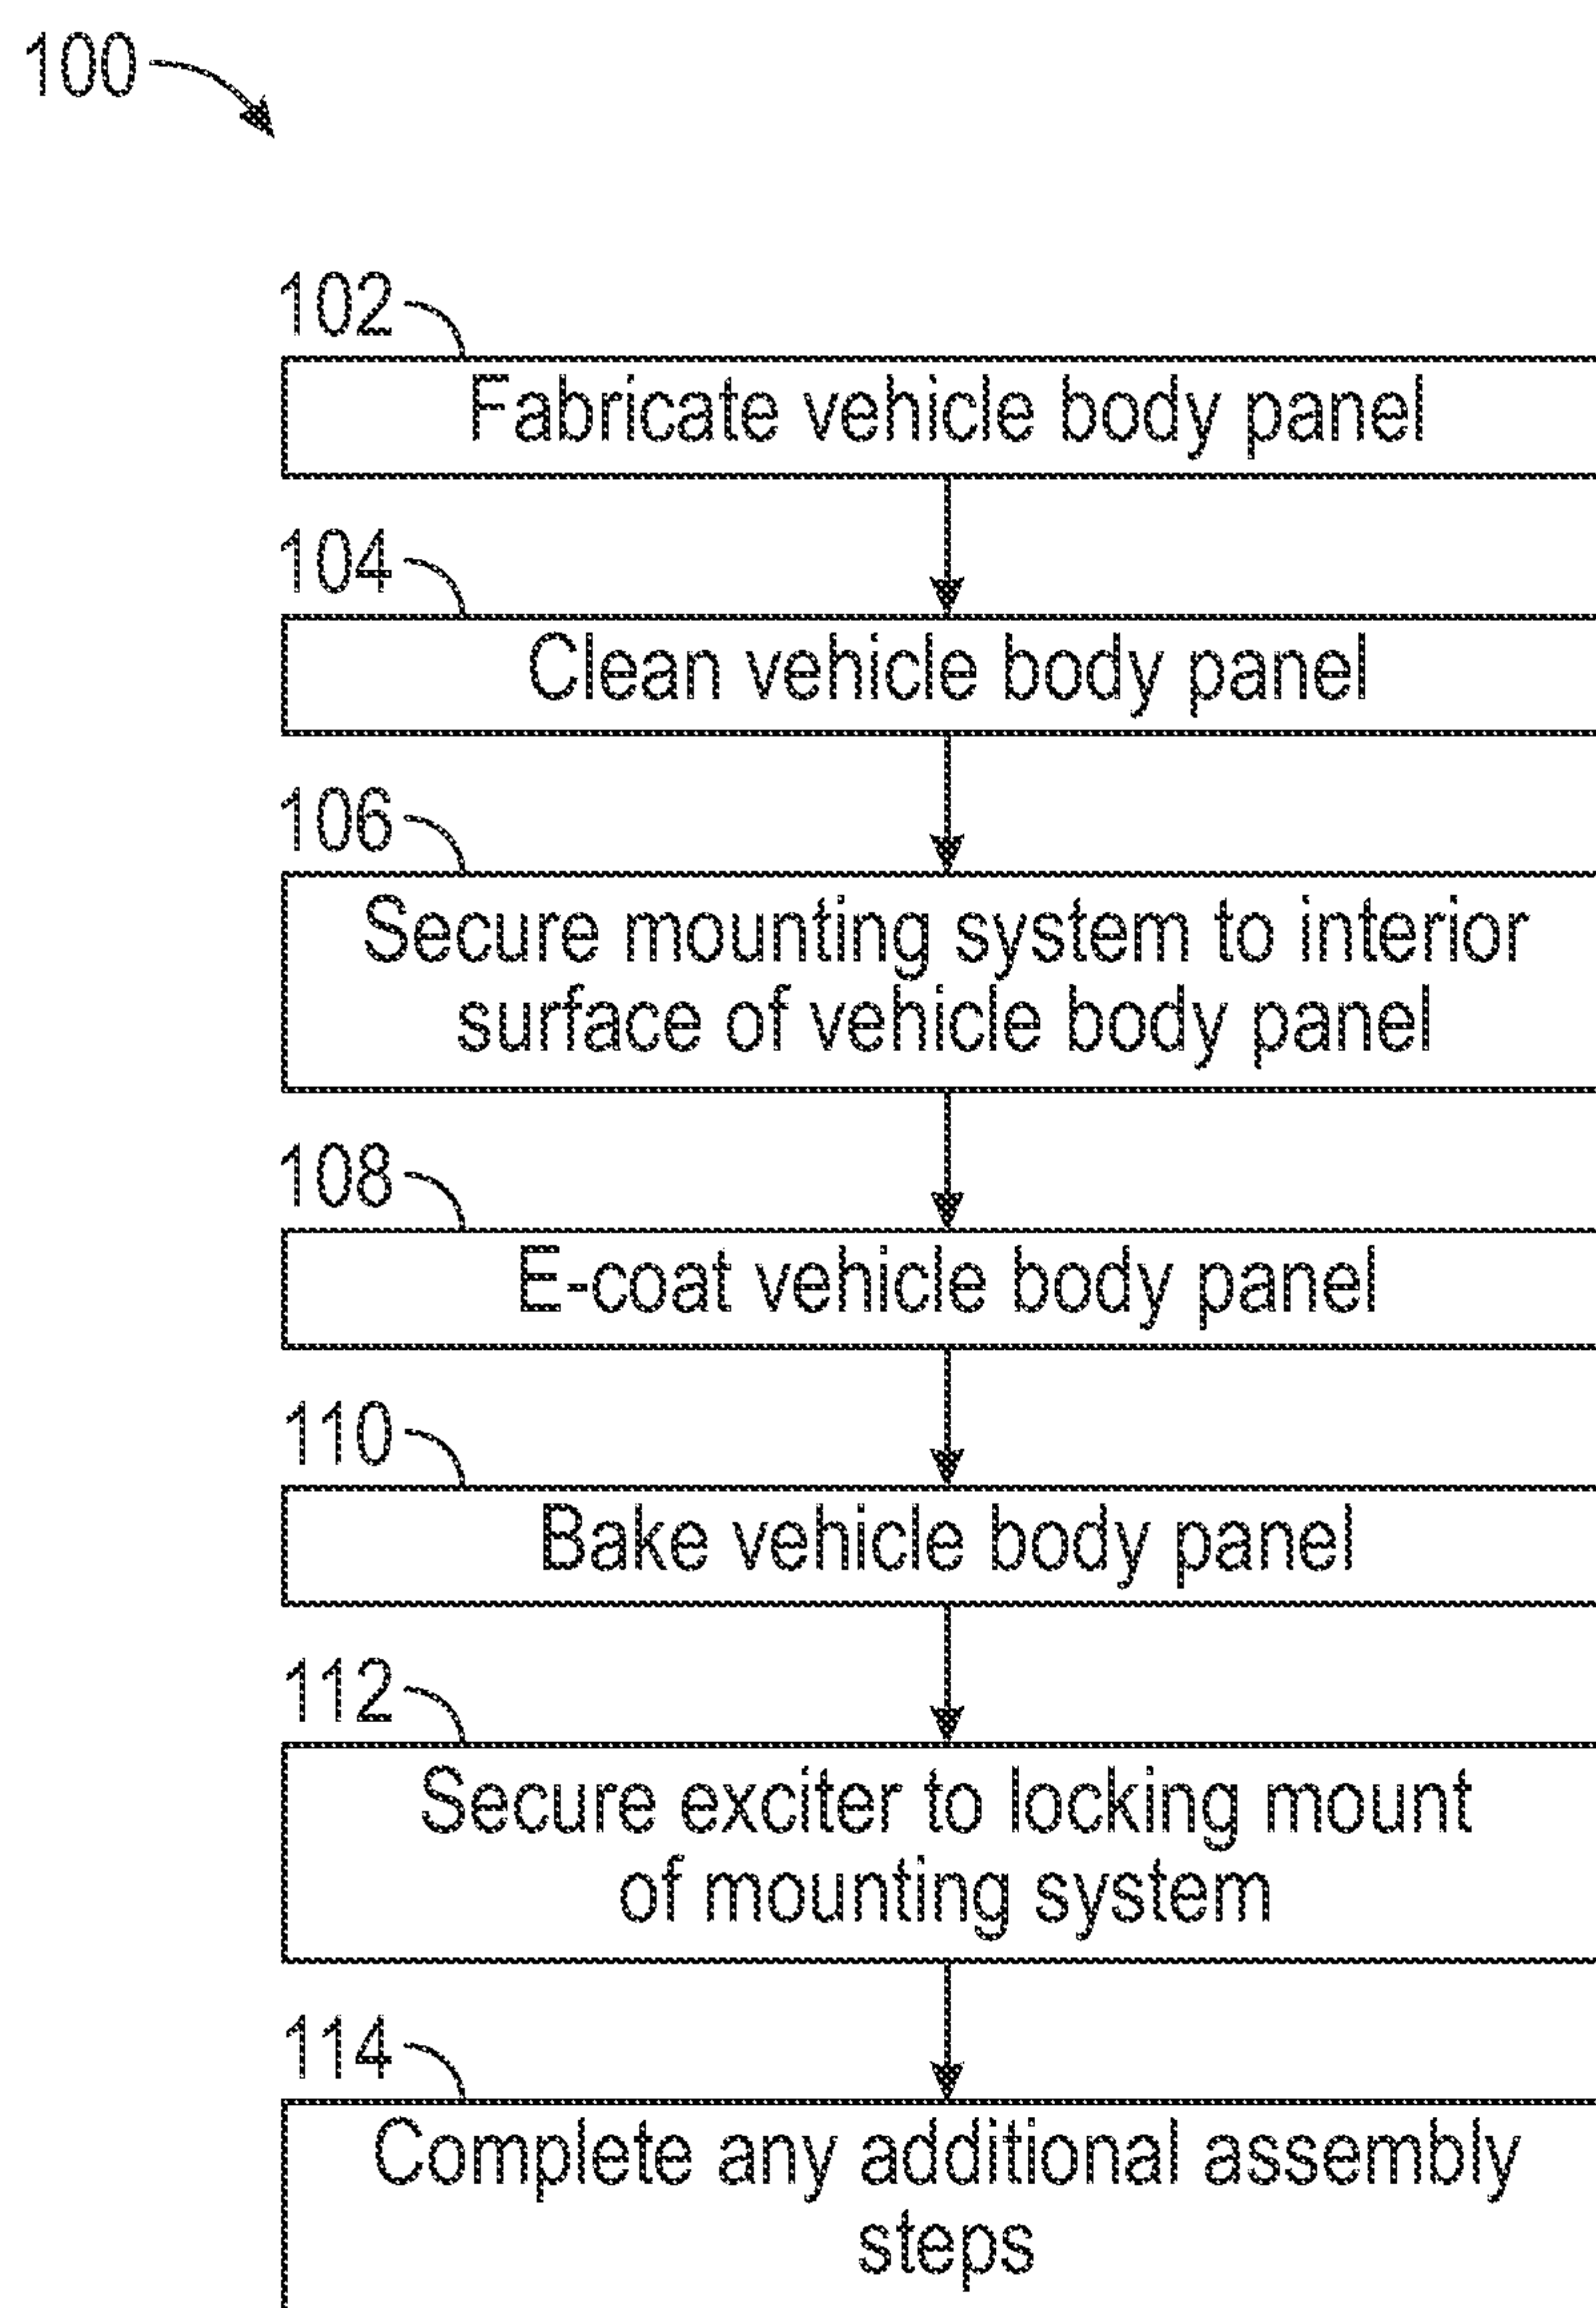 100
102
Fabricate vehicle body panel
104
Clean vehicle body panel
106
Secure mounting system to interior
surface of vehicle body panel
108
E-coat vehicle body panel
110
Bake vehicle body panel
112
Secure exciter to locking mount
of mounting system
114
Complete any additional assembly
steps